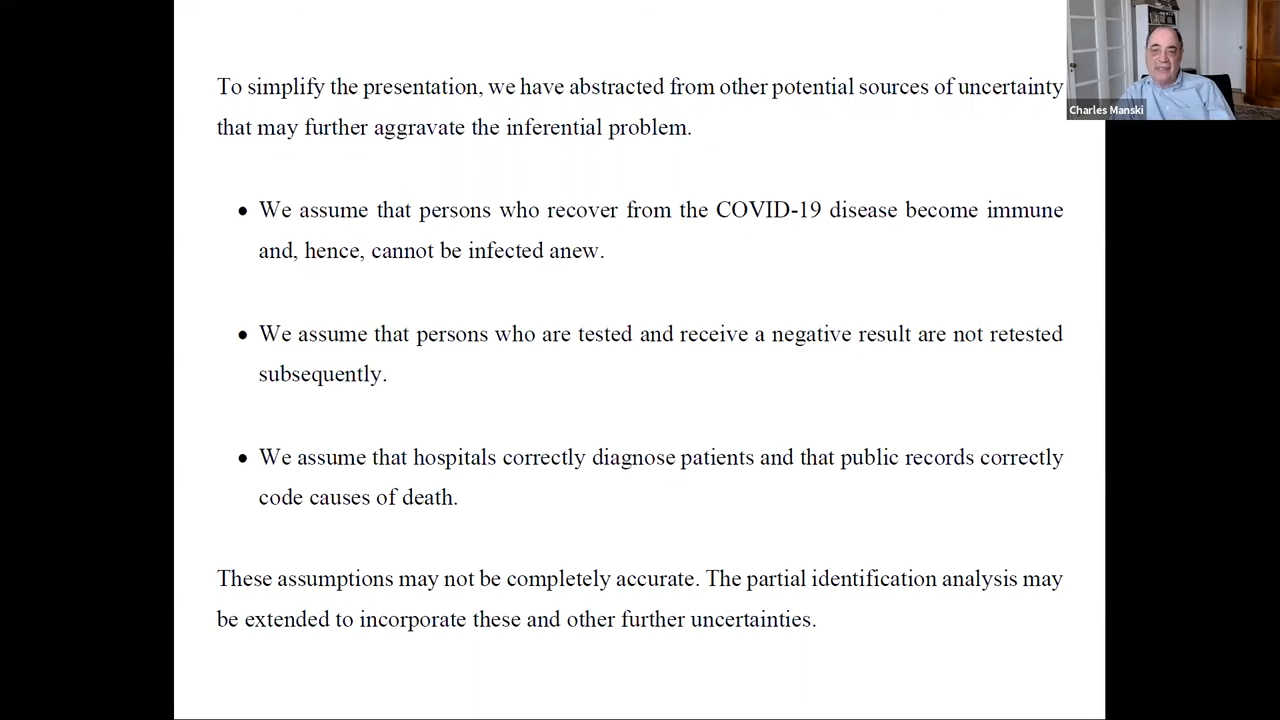 To simplify the presentation, we have abstracted from other potential sources of uncertainty
that may further aggravate the inferential problem.
• We assume that persons who recover from the COVID-19 disease become immune
and, hence, cannot be infected anew.
• We assume that persons who are tested and receive a negative result are not retested
subsequently.
• We assume that hospitals correctly diagnose patients and that public records correctly
code causes of death.
These assumptions may not be completely accurate. The partial identification analysis may
be extended to incorporate these and other further uncertainties.
Charles Manski